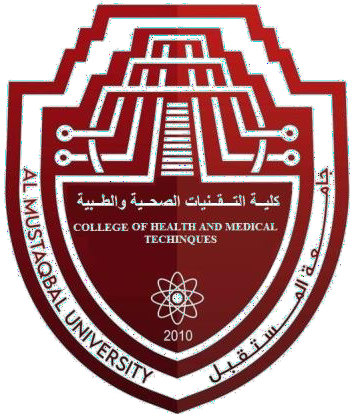 كلية التقنيات الصحية والطبية
COLLEGE OF HEALTH AND MEDICAL
TECHINQUES
AL MUSTAQBAL UNIVERSITY
جامعة المستقبل
2010